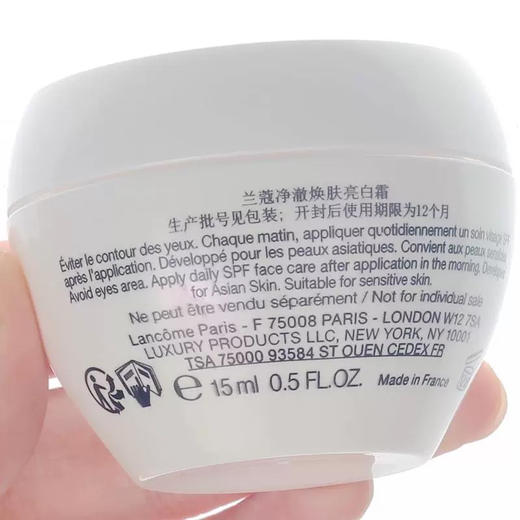 兰蔻净澈焕肤亮白霜
生产批号见包装；开封后使用期限为12个月
Éviter le contour des yeux. Chaque matin, appliquer quotidiennement un soin visage SPF
après l'application. Développé pour les peaux asiatiques. Convient aux peaux sensibles.
Avoid eyes area. Apply daily SPF face care after application in the morning. Developed
for Asian Skin. Suitable for sensitive skin.
Ne peut être vendu séparément / Not for individual sale
Lancôme Paris - F 75008 PARIS - LONDON W12 7SA
LUXURY PRODUCTS LLC, NEW YORK, NY 10001
TSA 75000 93584 ST OUEN CEDEX FR
e 15 ml 0.5 FL.OZ. Made in France